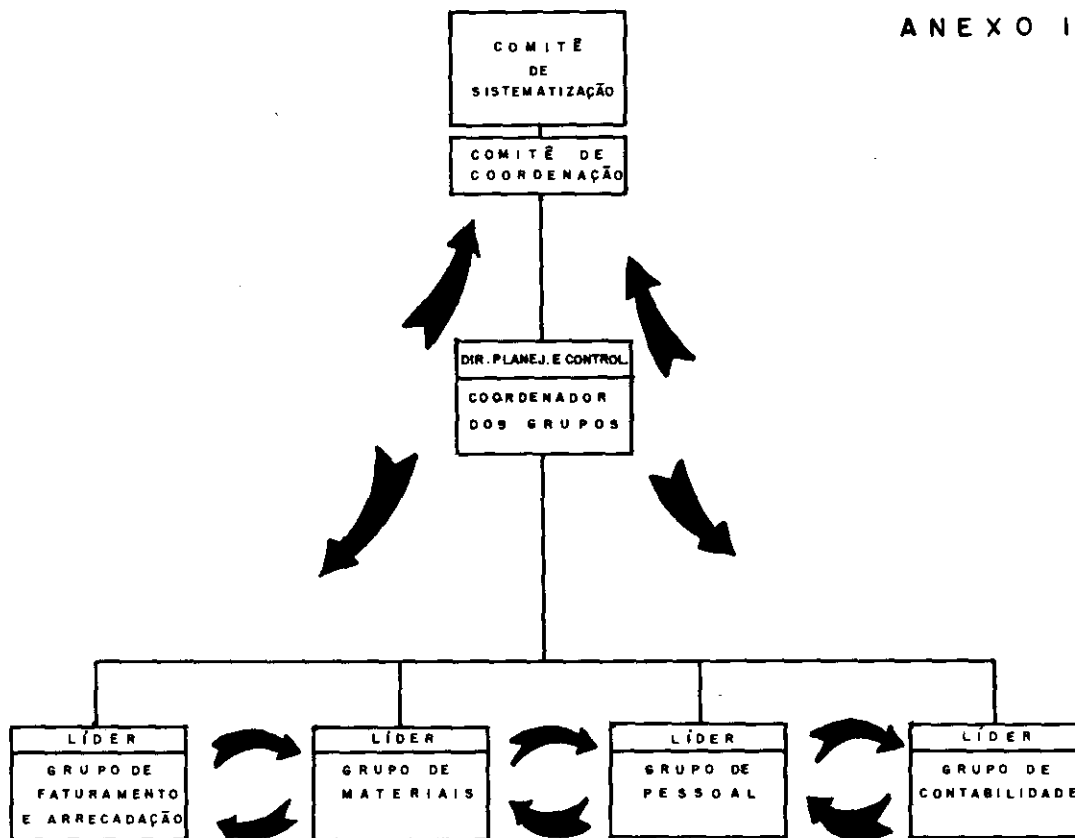 ANEXO I
COMITÊ
DE
SISTEMATIZAÇÃO
COMITÊ DE
COORDENAÇÃO
DIR. PLANEJ. E CONTROL.
COORDENADOR
DOS GRUPOS
LÍDER
GRUPO DE
FATURAMENTO
E ARRECADAÇÃO
LÍDER
GRUPO DE
MATERIAIS
LÍDER
GRUPO DE
PESSOAL
LÍDER
GRUPO DE
CONTABILIDADE